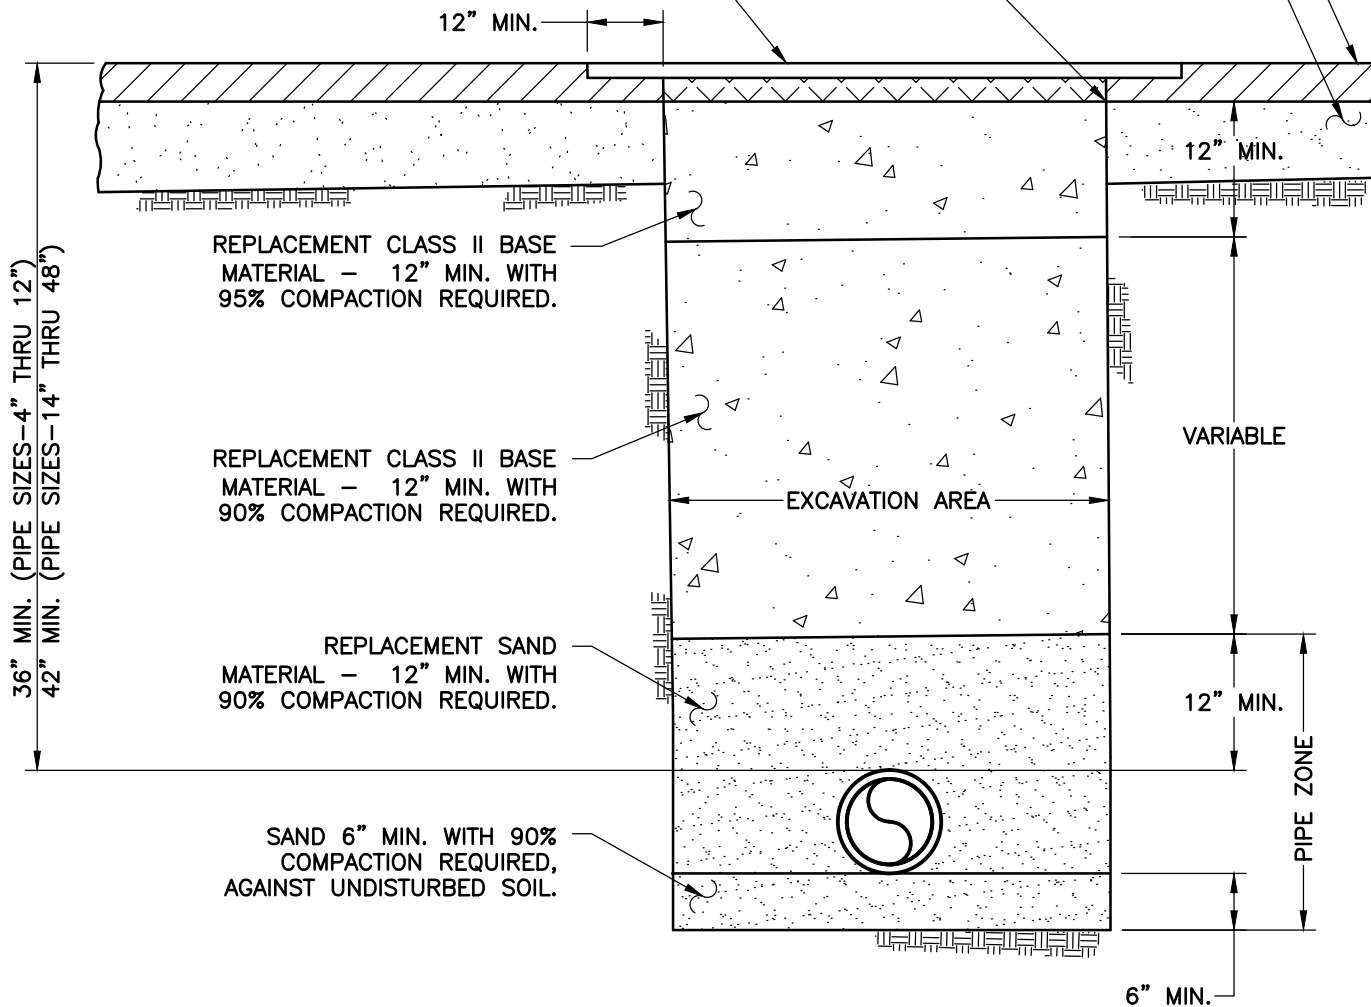 12” MIN.
12” MIN.
REPLACEMENT CLASS II BASE
MATERIAL – 12” MIN. WITH
95% COMPACTION REQUIRED.
36” MIN. (PIPE SIZES–4” THRU 12”)
42” MIN. (PIPE SIZES–14” THRU 48”)
VARIABLE
REPLACEMENT CLASS II BASE
MATERIAL – 12” MIN. WITH
90% COMPACTION REQUIRED.
EXCAVATION AREA
REPLACEMENT SAND
MATERIAL – 12” MIN. WITH
90% COMPACTION REQUIRED.
12” MIN.
PIPE ZONE
SAND 6” MIN. WITH 90%
COMPACTION REQUIRED,
AGAINST UNDISTURBED SOIL.
6” MIN.